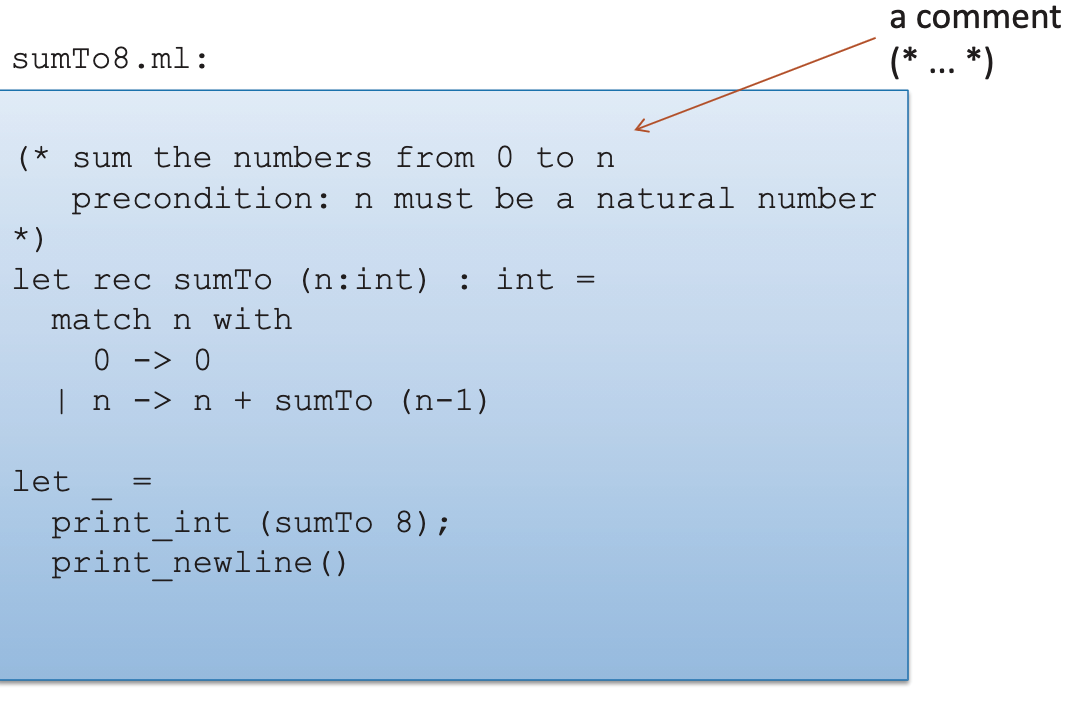 a comment
(* ... *)
sumTo8.ml:
(* sum the numbers from 0 to n
   precondition: n must be a natural number
*)
let rec sumTo (n:int) : int =
  match n with
    0 -> 0
  | n -> n + sumTo (n-1)
let _ =
  print_int (sumTo 8);
  print_newline()